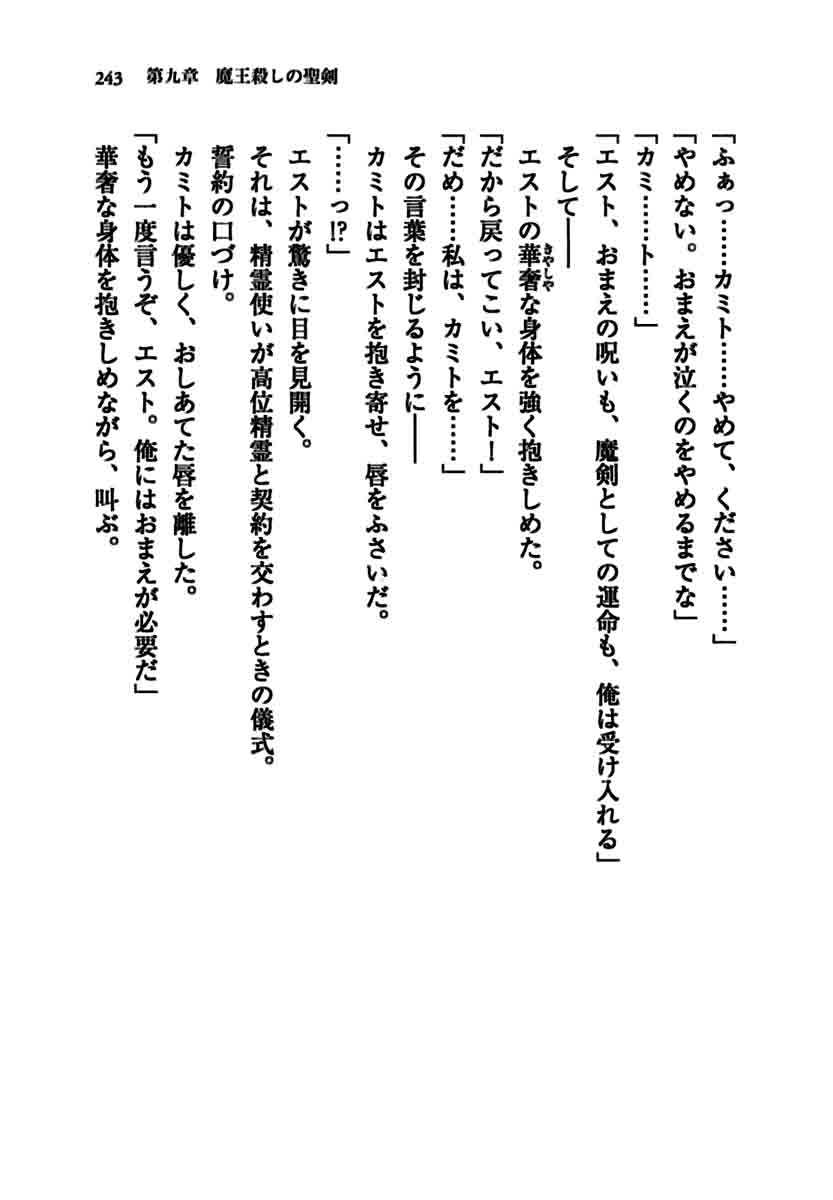 243 第九章 魔王殺しの聖剣
「ふぁっ……カミト……やめて、ください……」
「やめない。おまえが泣くのをやめるまでな」
「カミ……ト……」
「エスト、おまえの呪いも、魔剣としての運命も、俺は受け入れる」
そして――
エストの華奢な身体を強く抱きしめた。
きゃしゃ
「だから戻ってこい、エスト！」
「だめ……私は、カミトを……」
その言葉を封じるように――
カミトはエストを抱き寄せ、唇をふさいだ。
「……っ!?」
エストが驚きに目を見開く。
それは、精霊使いが高位精霊と契約を交わすときの儀式。
誓約の口づけ。
カミトは優しく、おしあてた唇を離した。
「もう一度言うぞ、エスト。俺にはおまえが必要だ」
華奢な身体を抱きしめながら、叫ぶ。